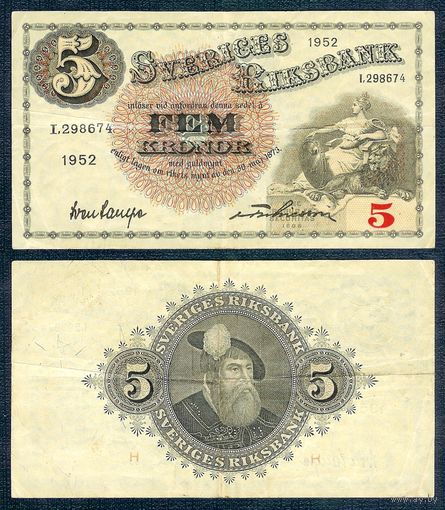 5
SVERIGES
RIKSBANK
1952
I,298674
inlöser vid anfordran denna sedel å
FEM
KRONOR
I,298674
1952
med guldmynt
enligt lagen om rikets mynt av den 30 maj 1873.
5
SVERIGES RIKSBANK
5
5
SVERIGES RIKSBANK
H
H